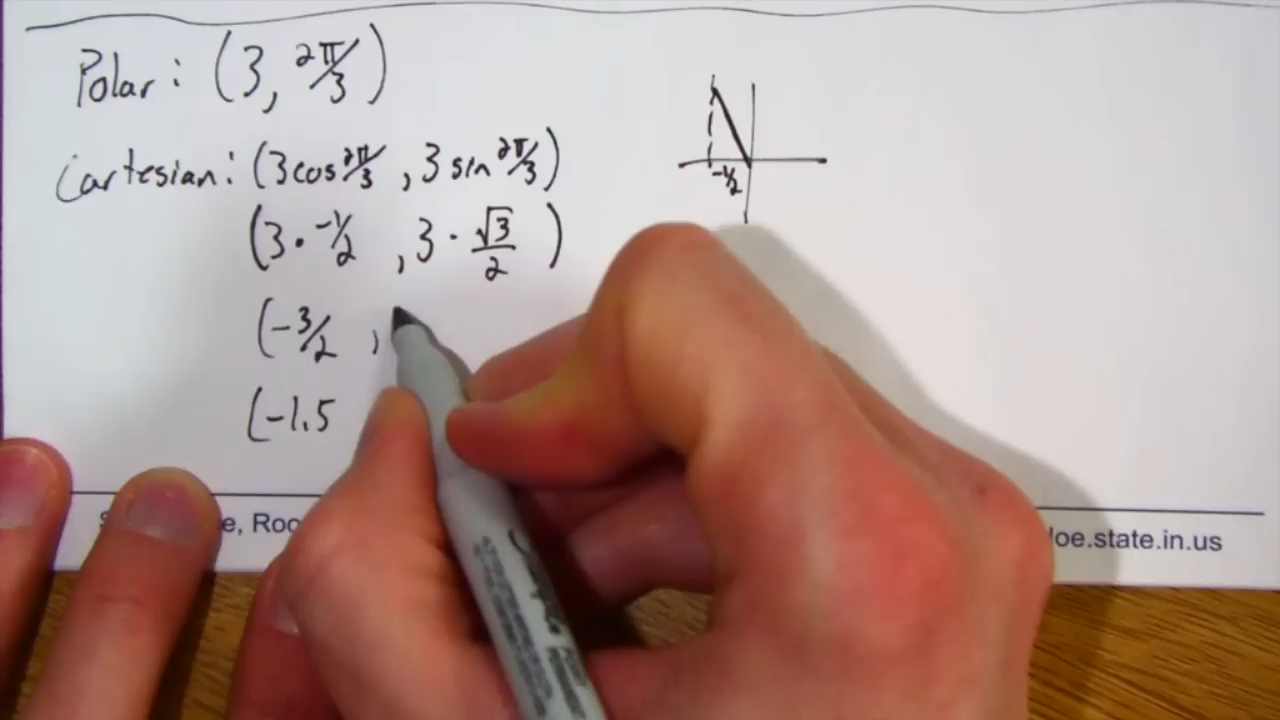 Polar: (3, 2π/3)
Cartesian: (3cos 2π/3, 3 sin 2π/3)
(3 · -1/2, 3 · √3/2)
(-3/2,
(-1.5
-1/2
e, Roo
doe.state.in.us